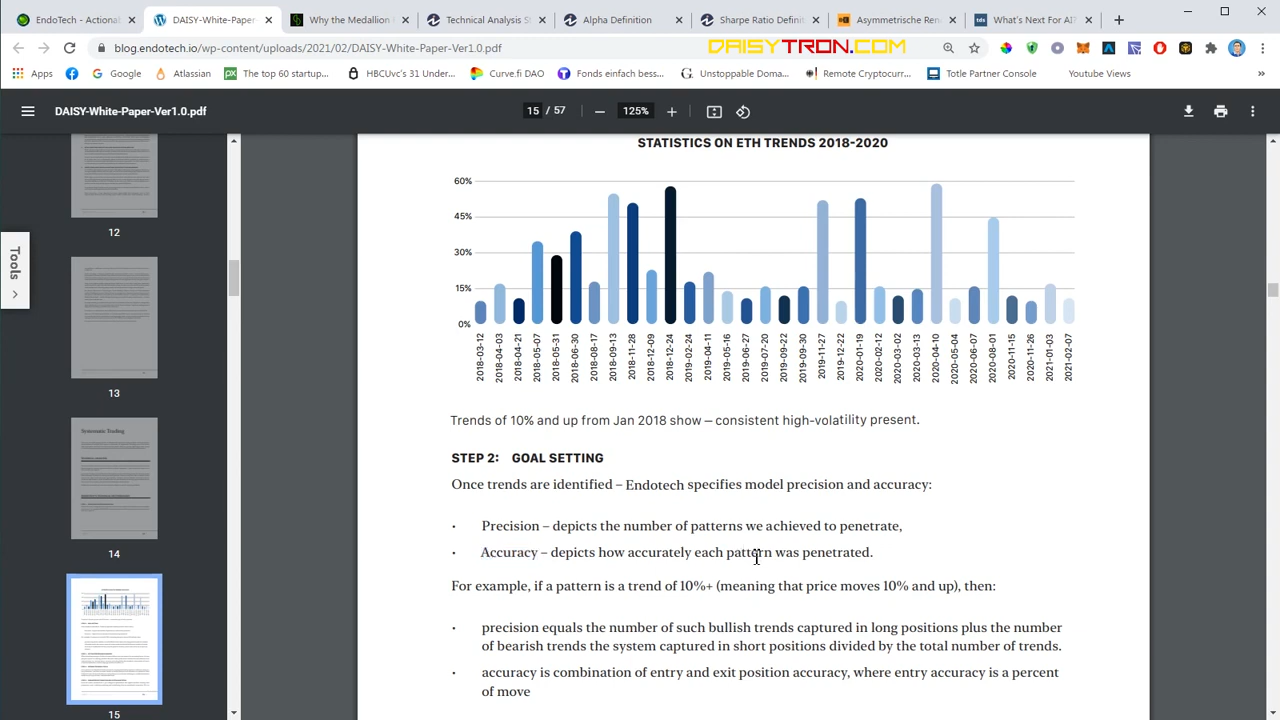 EndoTech - Actional
DAISY-White-Paper-
Why the Medallion
Technical Analysis S
Alpha Definition
Sharpe Ratio Definit
Asymmetrische Ren
What's Next For AI
blog.endotech.io/wp-content/uploads/2021/02/DAISY-White-Paper-Ver1.0.pdf
DAISYTRON.COM
Apps
Google
Atlassian
The top 60 startup...
HBCUvc's 31 Under...
Curve.fi DAO
Fonds einfach bes...
Unstoppable Doma...
Remote Cryptocurr...
Totle Partner Console
Youtube Views
DAISY-White-Paper-Ver1.0.pdf
15 / 57
125%
Tools
12
13
Systematic Trading
14
15
STATISTICS ON ETH TRENDS 2018-2020
60%
45%
30%
15%
0%
2018-03-12
2018-04-03
2018-04-21
2018-05-07
2018-05-31
2018-06-30
2018-08-17
2018-09-13
2018-11-28
2018-12-09
2018-12-24
2019-02-24
2019-04-11
2019-05-16
2019-06-27
2019-07-20
2019-09-22
2019-09-30
2019-11-27
2019-12-22
2020-01-19
2020-02-12
2020-03-02
2020-03-13
2020-04-10
2020-05-04
2020-06-07
2020-08-01
2020-11-15
2020-11-26
2021-01-03
2021-02-07
Trends of 10% and up from Jan 2018 show – consistent high-volatility present.
STEP 2: GOAL SETTING
Once trends are identified – Endotech specifies model precision and accuracy:
· Precision – depicts the number of patterns we achieved to penetrate,
· Accuracy – depicts how accurately each pattern was penetrated.
For example, if a pattern is a trend of 10%+ (meaning that price moves 10% and up), then:
· precision equals the number of such bullish trends captured in long positions plus the number
of bearish trends the system captured in short positions divided by the total number of trends.
· accuracy is combination of entry and exit position accuracy, where entry accuracy is a percent
of move